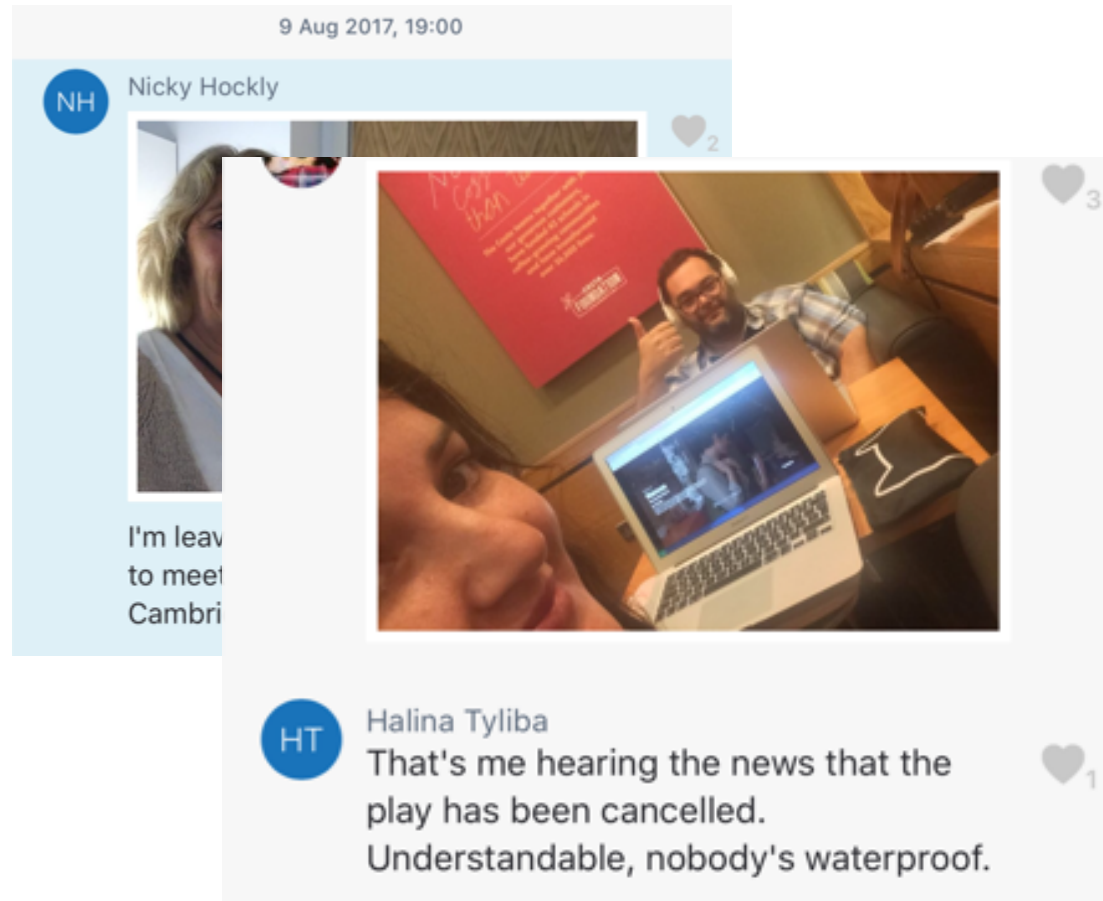 9 Aug 2017, 19:00
NH
Nicky Hockly
2
I'm leav
to meet
Cambri
3
FOUNDATION
HT
Halina Tyliba
That's me hearing the news that the
play has been cancelled.
Understandable, nobody's waterproof.
1